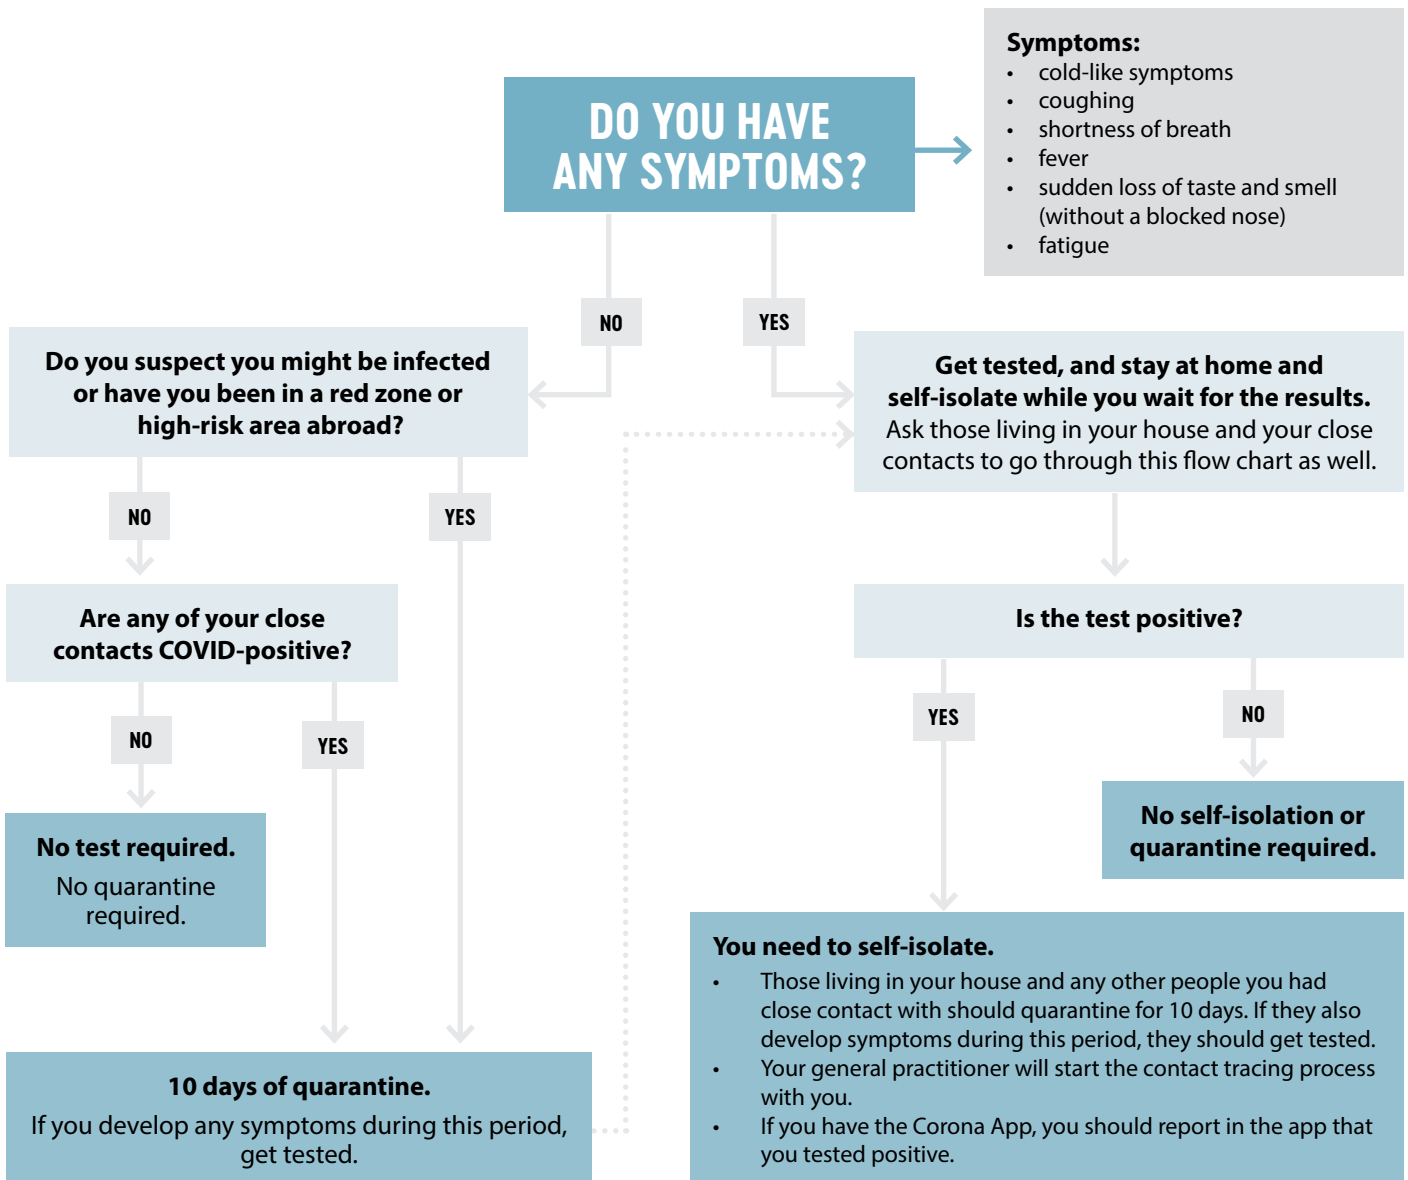 DO YOU HAVE
ANY SYMPTOMS?
Symptoms:
• cold-like symptoms
• coughing
• shortness of breath
• fever
• sudden loss of taste and smell
(without a blocked nose)
• fatigue
NO
YES
Do you suspect you might be infected
or have you been in a red zone or
high-risk area abroad?
NO
YES
Are any of your close
contacts COVID-positive?
NO
YES
No test required.
No quarantine
required.
10 days of quarantine.
If you develop any symptoms during this period,
get tested.
Get tested, and stay at home and
self-isolate while you wait for the results.
Ask those living in your house and your close
contacts to go through this flow chart as well.
Is the test positive?
YES
NO
No self-isolation or
quarantine required.
You need to self-isolate.
• Those living in your house and any other people you had
close contact with should quarantine for 10 days. If they also
develop symptoms during this period, they should get tested.
• Your general practitioner will start the contact tracing process
with you.
• If you have the Corona App, you should report in the app that
you tested positive.